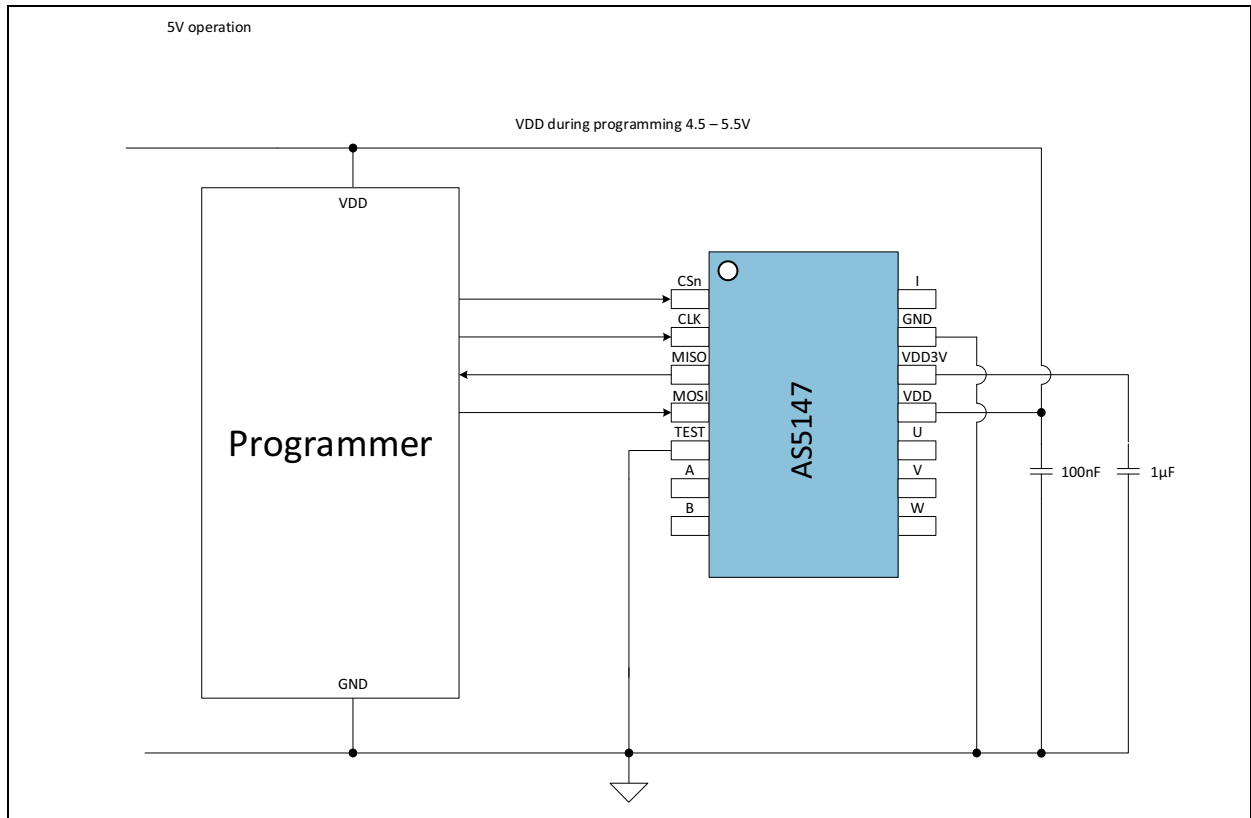 5V operation
VDD during programming 4.5 – 5.5V
VDD
Programmer
GND
CSn
CLK
MISO
MOSI
TEST
A
B
AS5147
I
GND
VDD3V
VDD
U
V
W
100nF
1µF